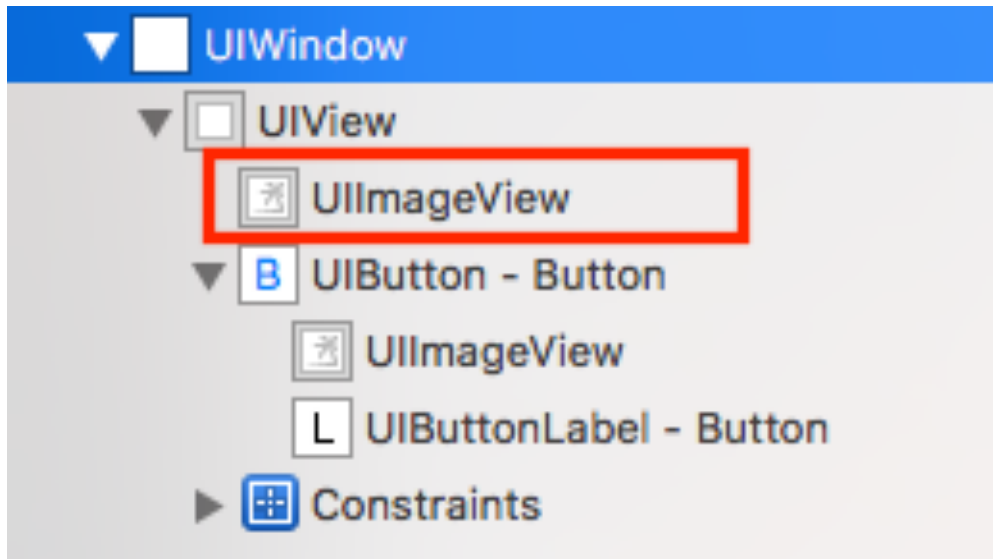 UIWindow
UIView
UIImageView
B UIButton - Button
UIImageView
L UIButtonLabel - Button
Constraints